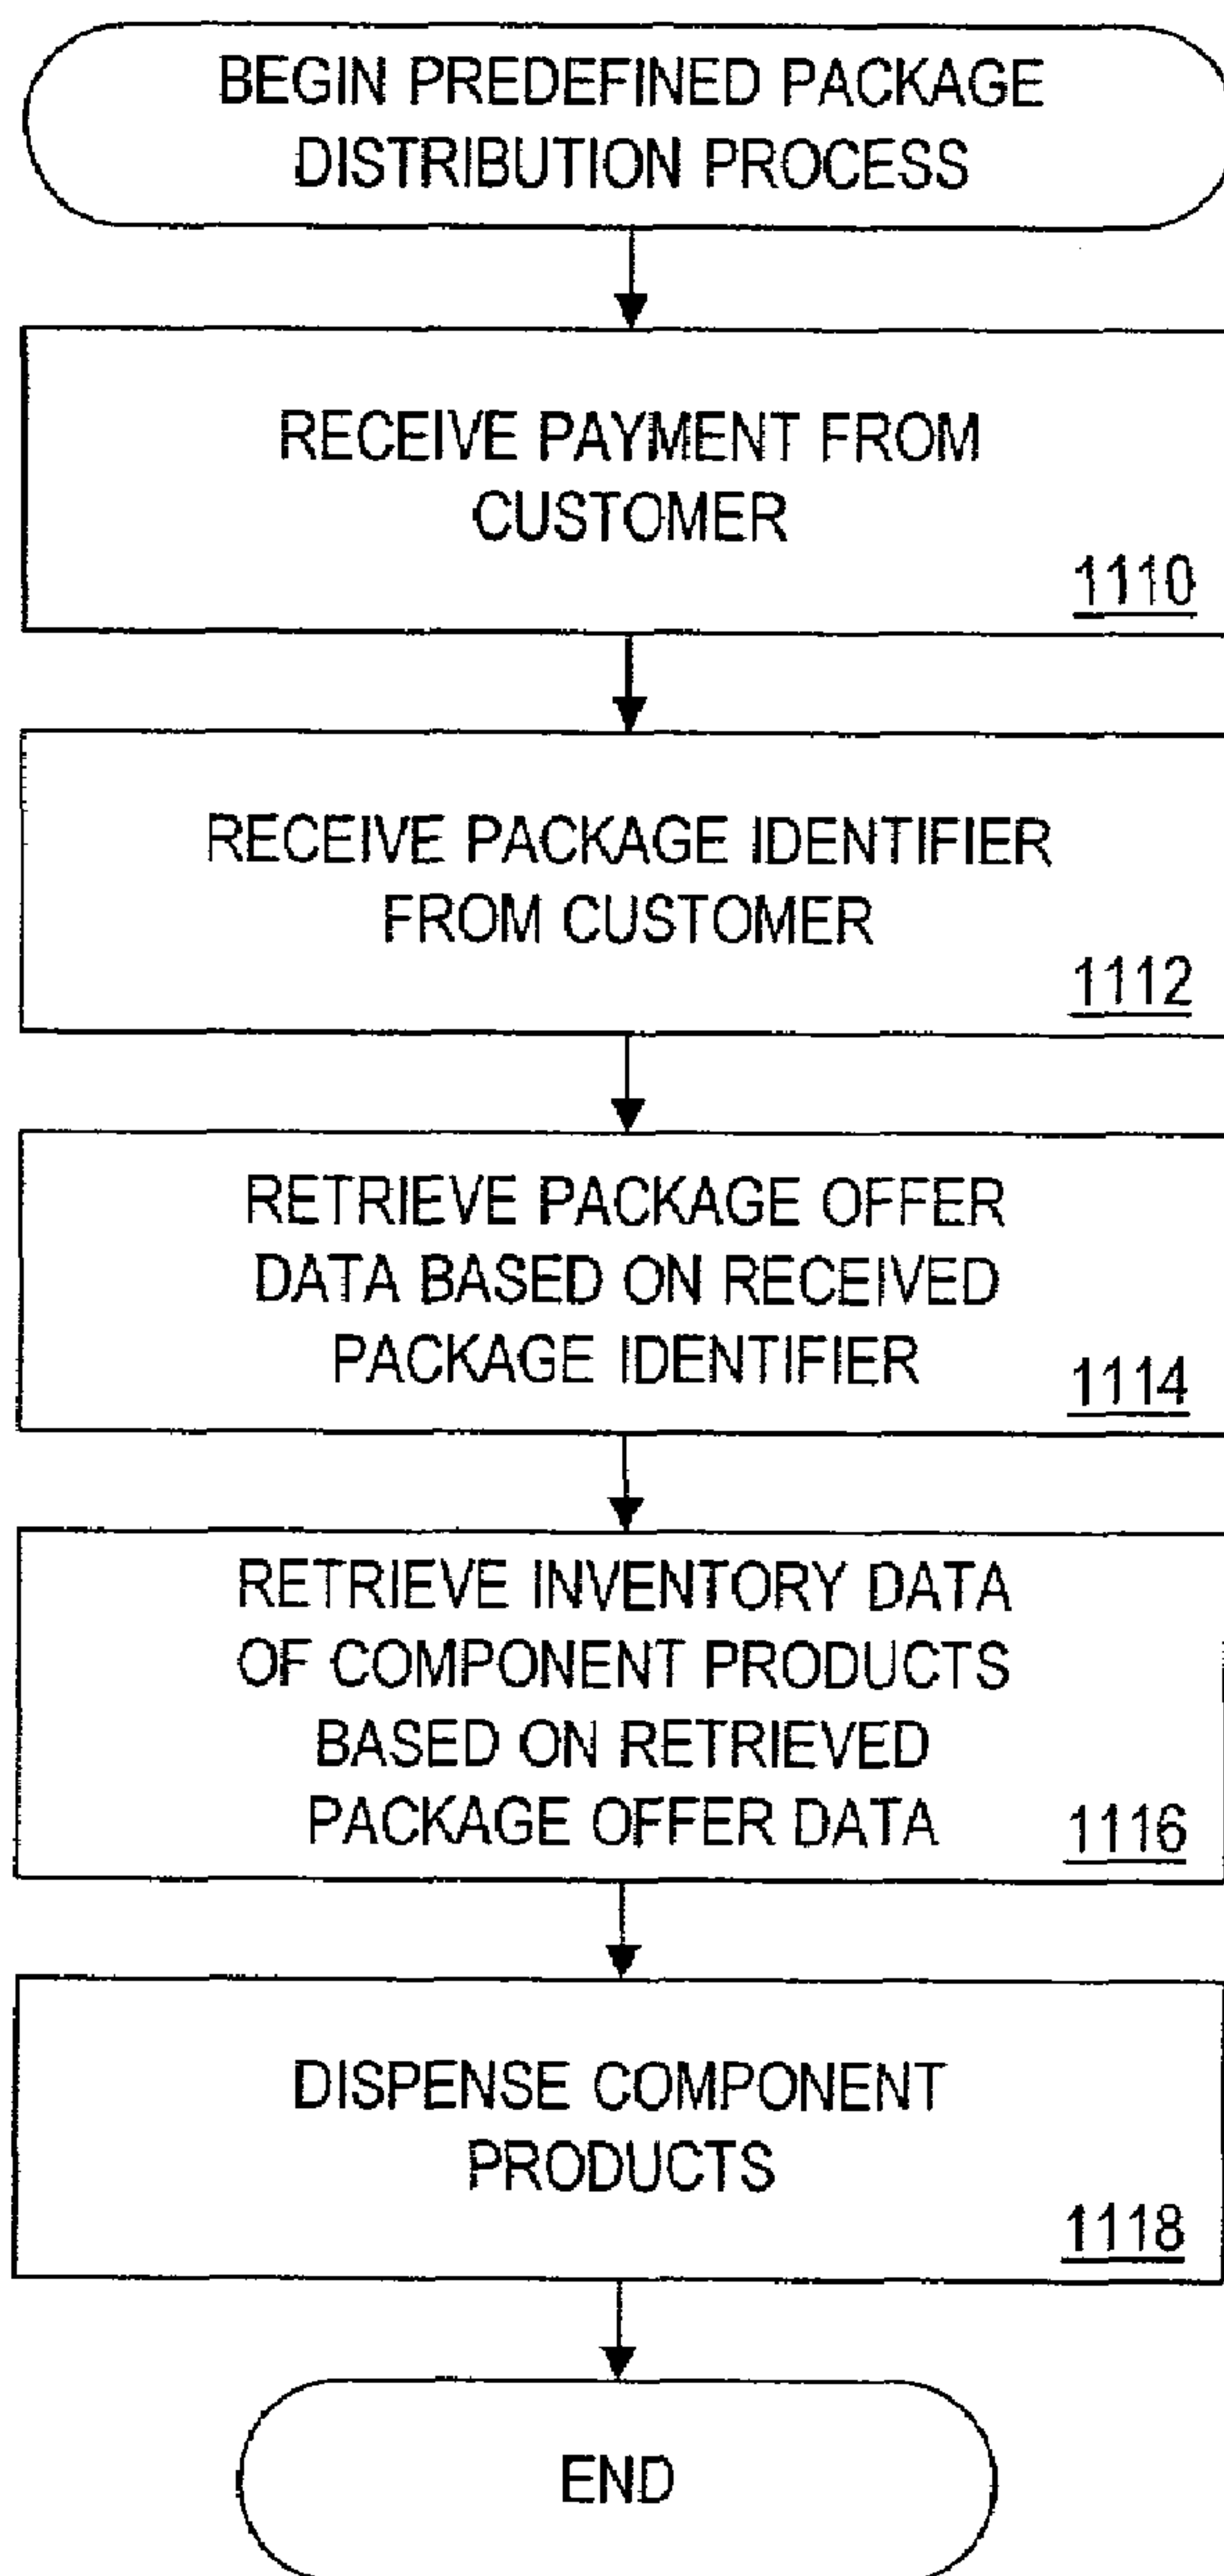 BEGIN PREDEFINED PACKAGE
DISTRIBUTION PROCESS
RECEIVE PAYMENT FROM
CUSTOMER
1110
RECEIVE PACKAGE IDENTIFIER
FROM CUSTOMER
1112
RETRIEVE PACKAGE OFFER
DATA BASED ON RECEIVED
PACKAGE IDENTIFIER
1114
RETRIEVE INVENTORY DATA
OF COMPONENT PRODUCTS
BASED ON RETRIEVED
PACKAGE OFFER DATA
1116
DISPENSE COMPONENT
PRODUCTS
1118
END